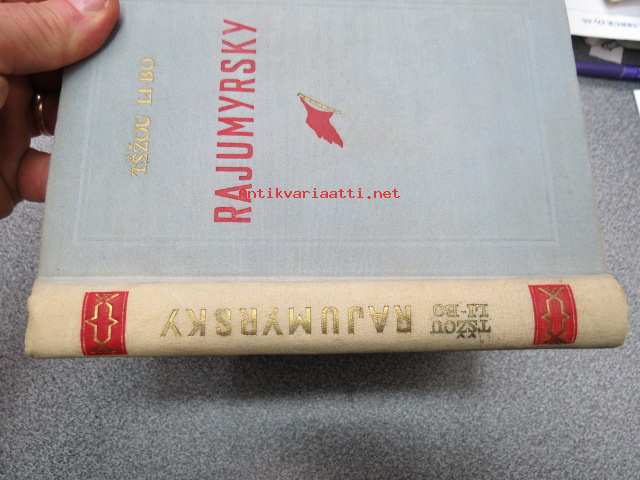 TŠŽOU LI BO
RAJUMYRSKY
antikvariaatti.net
TŠŽOU
LI-BO
RAJUMYRSKY